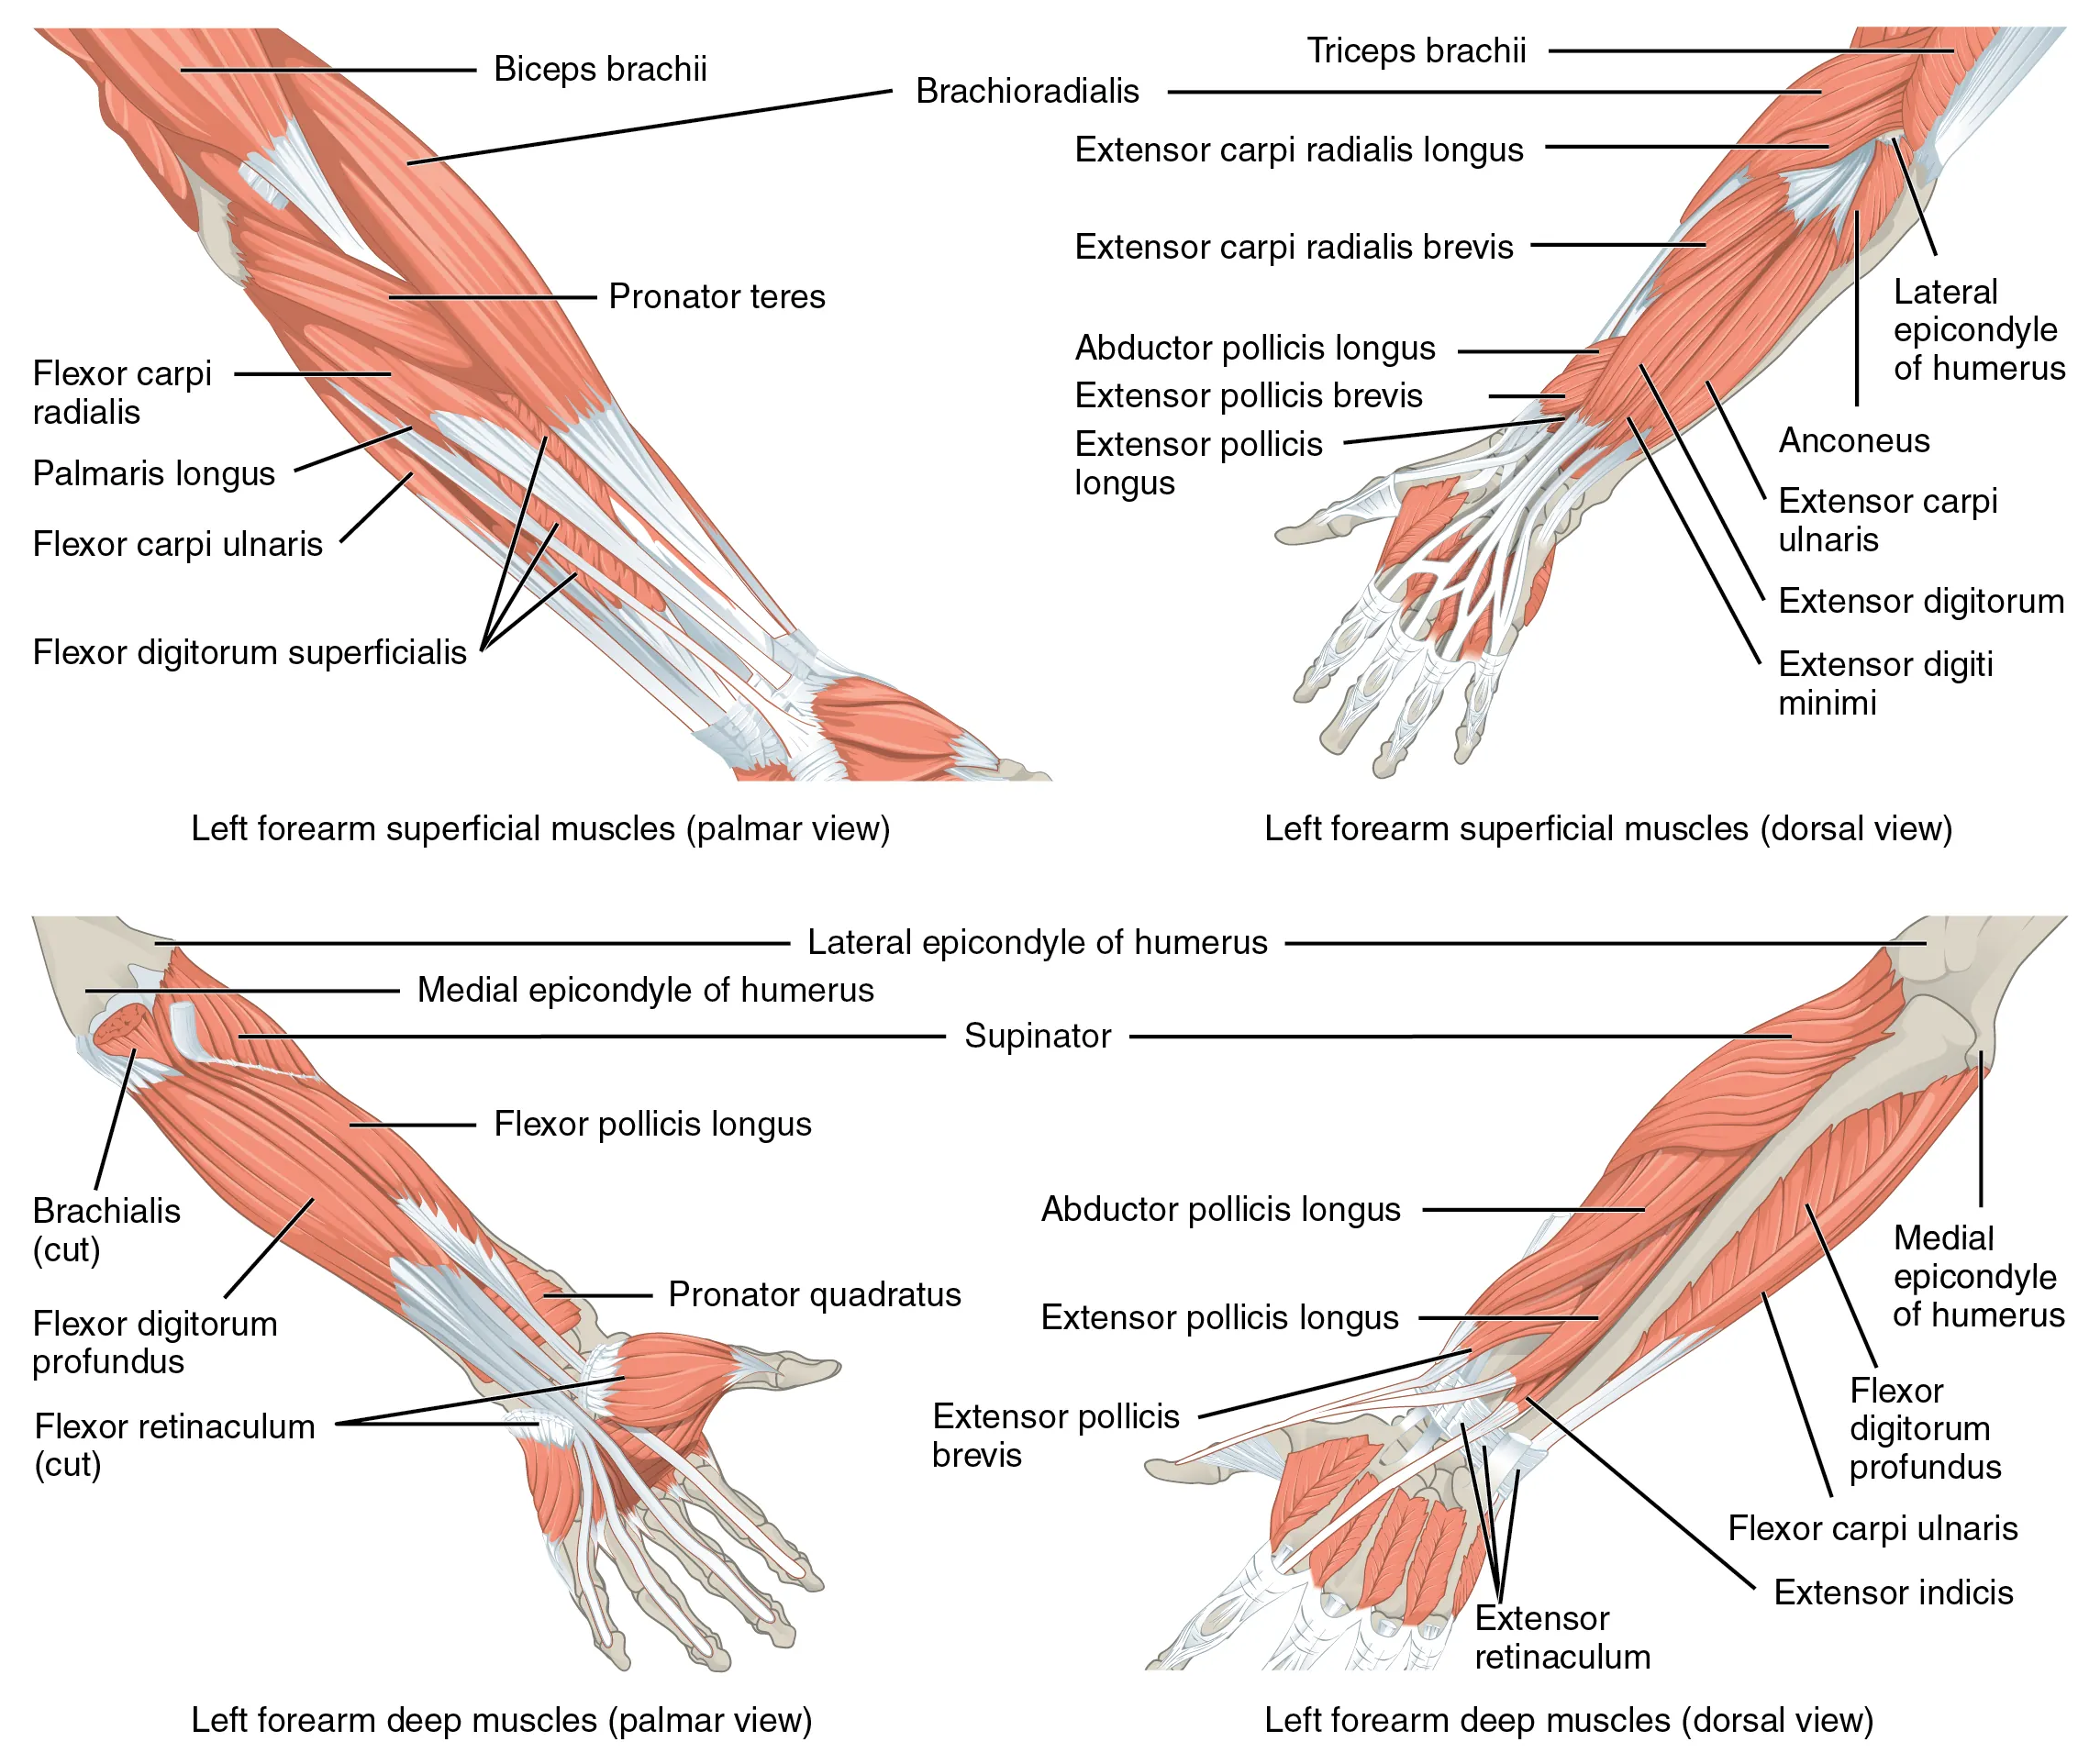 Biceps brachii
Brachioradialis
Pronator teres
Flexor carpi
radialis
Palmaris longus
Flexor carpi ulnaris
Flexor digitorum superficialis
Left forearm superficial muscles (palmar view)
Triceps brachii
Extensor carpi radialis longus
Extensor carpi radialis brevis
Abductor pollicis longus
Extensor pollicis brevis
Extensor pollicis
longus
Lateral
epicondyle
of humerus
Anconeus
Extensor carpi
ulnaris
Extensor digitorum
Extensor digiti
minimi
Left forearm superficial muscles (dorsal view)
Lateral epicondyle of humerus
Medial epicondyle of humerus
Supinator
Flexor pollicis longus
Brachialis
(cut)
Flexor digitorum
profundus
Pronator quadratus
Flexor retinaculum
(cut)
Left forearm deep muscles (palmar view)
Abductor pollicis longus
Extensor pollicis longus
Extensor pollicis
brevis
Medial
epicondyle
of humerus
Flexor
digitorum
profundus
Flexor carpi ulnaris
Extensor indicis
Extensor
retinaculum
Left forearm deep muscles (dorsal view)